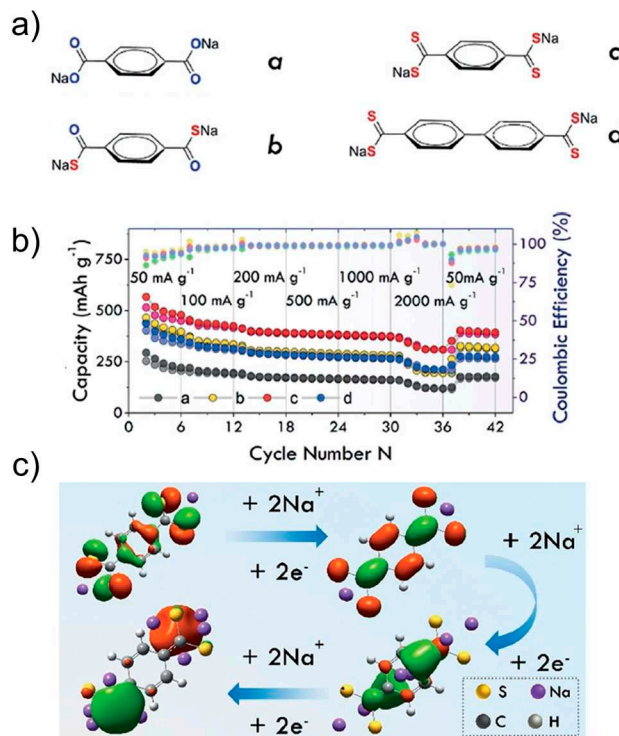 a)
O
ONa
NaO
O
a
S
SNa
NaS
S
c
O
SNa
NaS
O
b
S
SNa
NaS
S
b)
Capacity (mAh g⁻¹)
750
500
250
0
50 mA g⁻¹
200 mA g⁻¹
1000 mA g⁻¹
50mA g⁻¹
100 mA g⁻¹
500 mA g⁻¹
2000 mA g⁻¹
a
b
c
d
0
6
12
18
24
30
36
42
Cycle Number N
100
75
50
25
0
Coulombic Efficiency (%)
c)
+ 2Na⁺
+ 2e⁻
+ 2Na⁺
+ 2e⁻
+ 2Na⁺
+ 2e⁻
S
Na
C
H